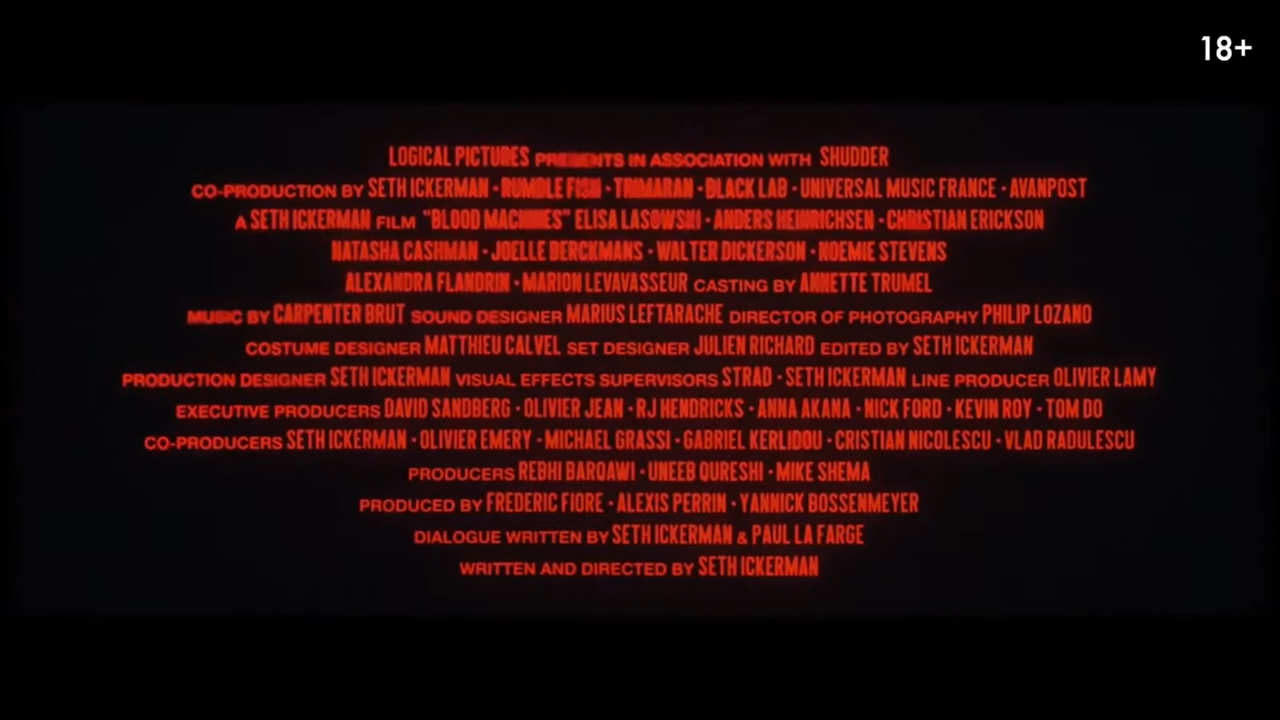 18+
LOGICAL PICTURES PRESENTS IN ASSOCIATION WITH SHUDDER
CO-PRODUCTION BY SETH ICKERMAN · RUMBLE FISH · TRIMARAN · BLACK LAB · UNIVERSAL MUSIC FRANCE · AVANPOST
A SETH ICKERMAN FILM "BLOOD MACHINES" ELISA LASOWSKI · ANDERS HEINRICHSEN · CHRISTIAN ERICKSON
NATASHA CASHMAN · JOELLE BERCKMANS · WALTER DICKERSON · NOEMIE STEVENS
ALEXANDRA FLANDRIN · MARION LEVAVASSEUR CASTING BY ANNETTE TRUMEL
MUSIC BY CARPENTER BRUT SOUND DESIGNER MARIUS LEFTARACHE DIRECTOR OF PHOTOGRAPHY PHILIP LOZANO
COSTUME DESIGNER MATTHIEU CALVEL SET DESIGNER JULIEN RICHARD EDITED BY SETH ICKERMAN
PRODUCTION DESIGNER SETH ICKERMAN VISUAL EFFECTS SUPERVISORS STRAD · SETH ICKERMAN LINE PRODUCER OLIVIER LAMY
EXECUTIVE PRODUCERS DAVID SANDBERG · OLIVIER JEAN · RJ HENDRICKS · ANNA AKANA · NICK FORD · KEVIN ROY · TOM DO
CO-PRODUCERS SETH ICKERMAN · OLIVIER EMERY · MICHAEL GRASSI · GABRIEL KERLIDOU · CRISTIAN NICOLESCU · VLAD RADULESCU
PRODUCERS REBHI BARQAWI · UNEEB QURESHI · MIKE SHEMA
PRODUCED BY FREDERIC FIORE · ALEXIS PERRIN · YANNICK BOSSENMEYER
DIALOGUE WRITTEN BY SETH ICKERMAN & PAUL LA FARGE
WRITTEN AND DIRECTED BY SETH ICKERMAN